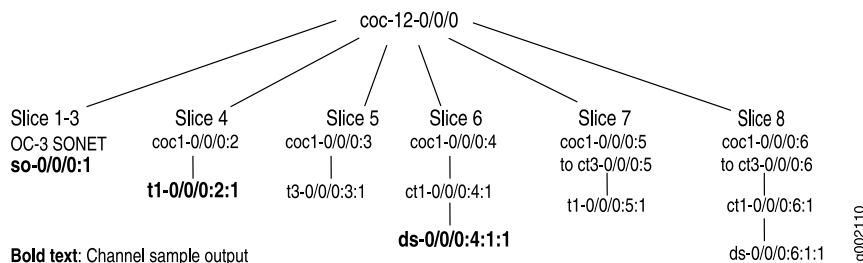 coc-12-0/0/0
Slice 1-3
OC-3 SONET
so-0/0/0:1
Slice 4
coc1-0/0/0:2
t1-0/0/0:2:1
Slice 5
coc1-0/0/0:3
t3-0/0/0:3:1
Slice 6
coc1-0/0/0:4
ct1-0/0/0:4:1
ds-0/0/0:4:1:1
Slice 7
coc1-0/0/0:5
to ct3-0/0/0:5
t1-0/0/0:5:1
Slice 8
coc1-0/0/0:6
to ct3-0/0/0:6
ct1-0/0/0:6:1
ds-0/0/0:6:1:1
Bold text: Channel sample output
g002110